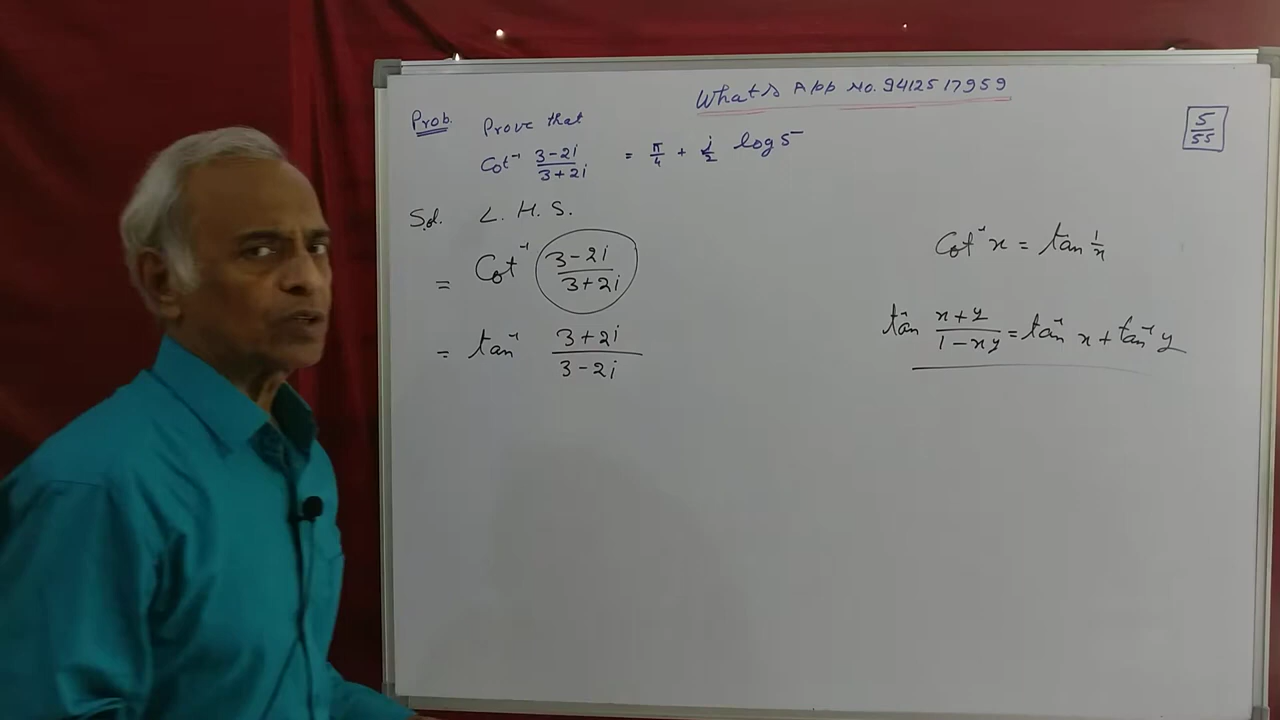 What's App No. 9412517959
5/55
Prob. Prove that
Cot⁻¹ (3-2i)/(3+2i) = π/4 + i/2 log 5
Sol. L. H. S.
= Cot⁻¹ (3-2i)/(3+2i)
= tan⁻¹ (3+2i)/(3-2i)
Cot⁻¹ x = tan⁻¹ 1/x
tan⁻¹ (x+y)/(1-xy) = tan⁻¹ x + tan⁻¹ y